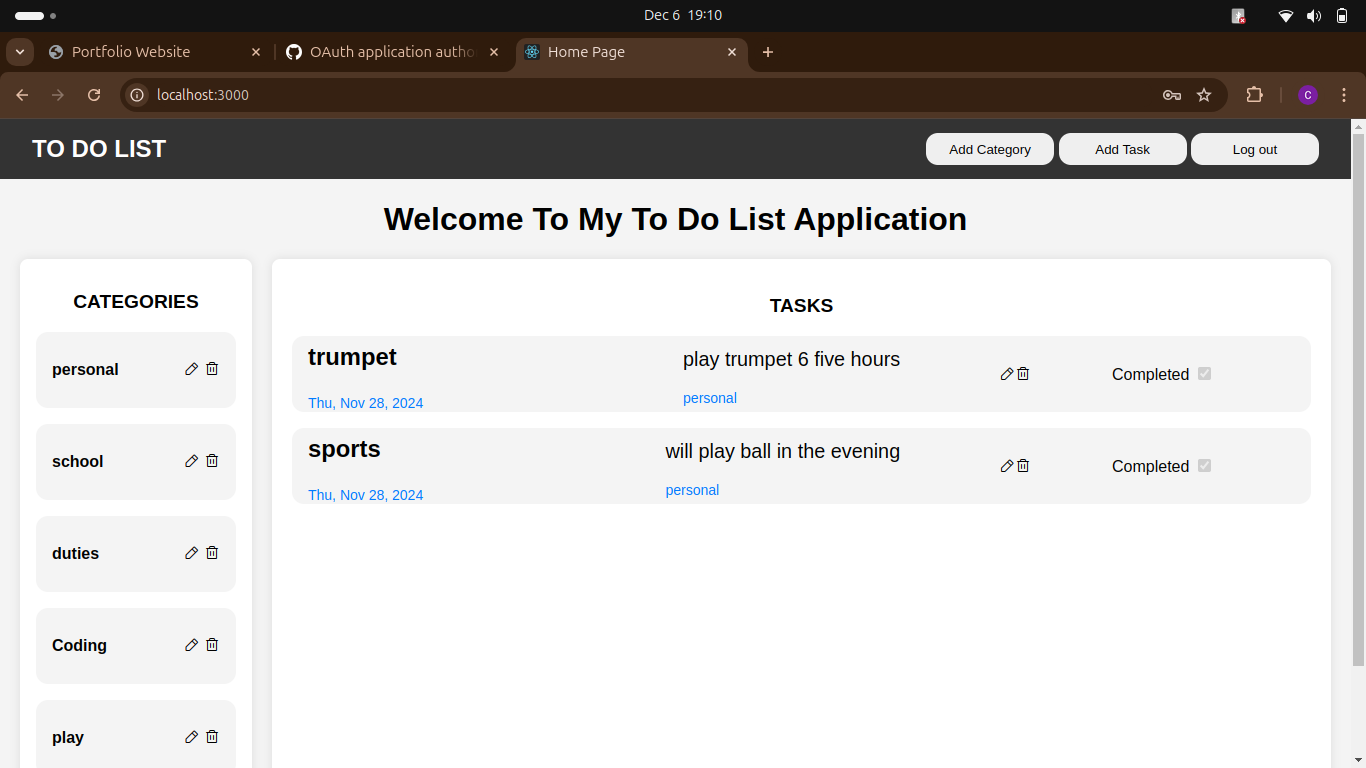 Dec 6 19:10
Portfolio Website
OAuth application autho
Home Page
localhost:3000
C
TO DO LIST
Add Category
Add Task
Log out
Welcome To My To Do List Application
CATEGORIES
personal
school
duties
Coding
play
TASKS
trumpet
play trumpet 6 five hours
Completed
Thu, Nov 28, 2024
personal
sports
will play ball in the evening
Completed
Thu, Nov 28, 2024
personal